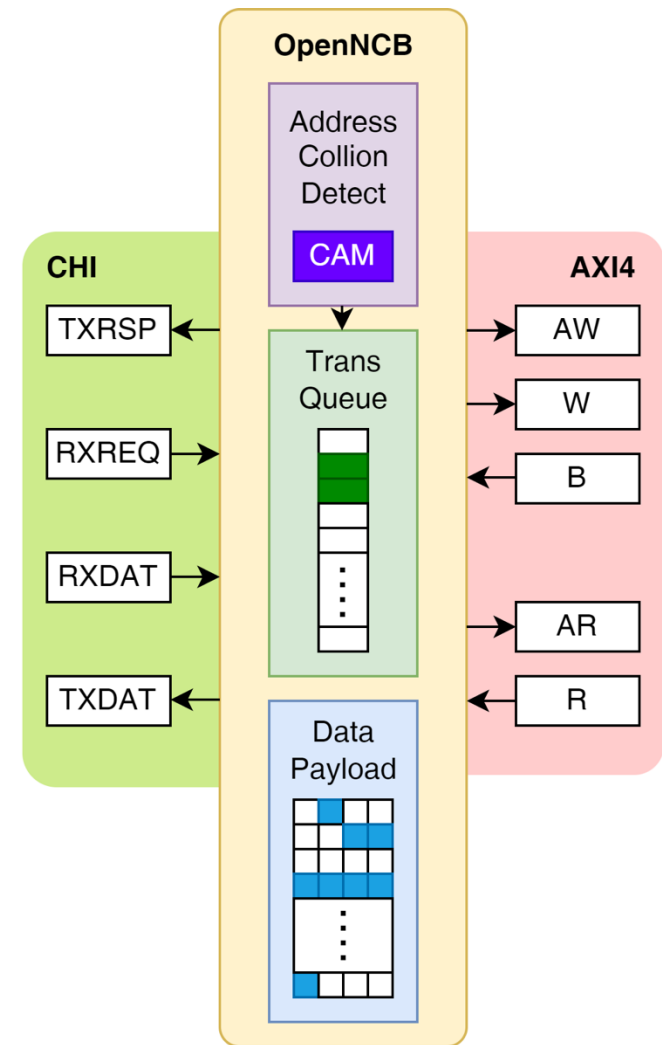 OpenNCB
Address
Collion
Detect
CAM
CHI
TXRSP
RXREQ
RXDAT
TXDAT
Trans
Queue
Data
Payload
AXI4
AW
W
B
AR
R